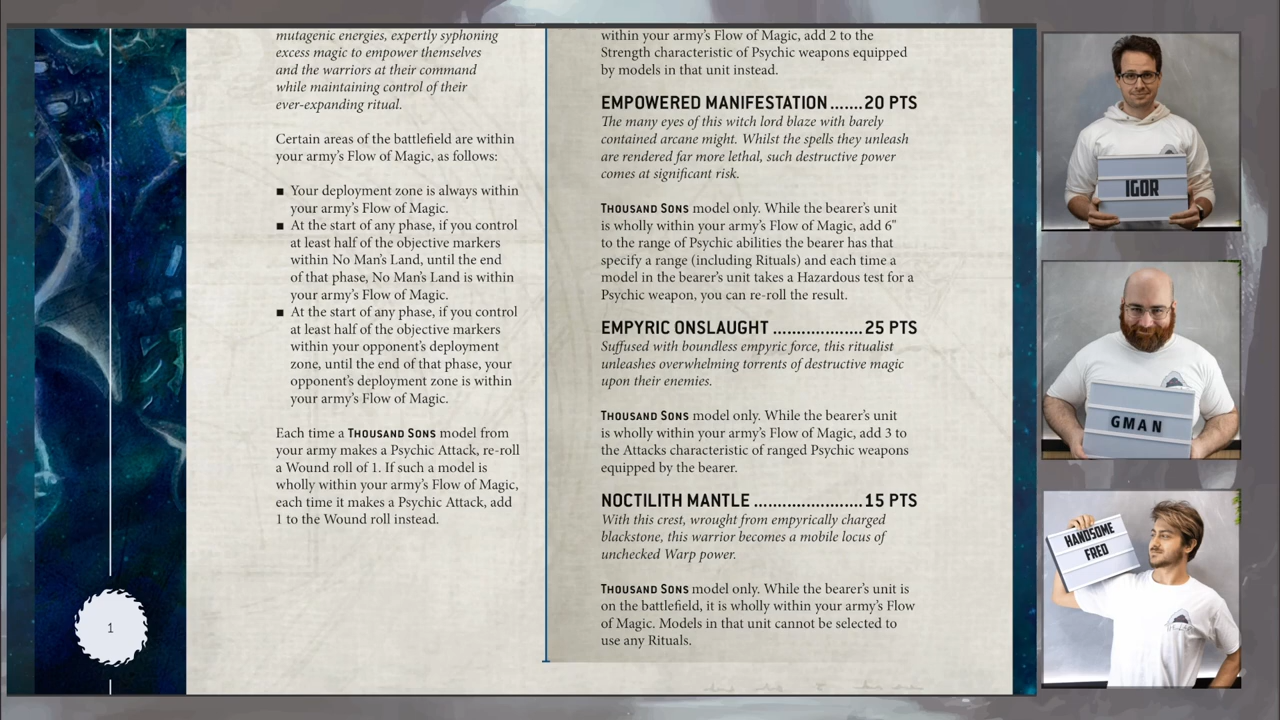 mutagenic energies, expertly syphoning
excess magic to empower themselves
and the warriors at their command
while maintaining control of their
ever-expanding ritual.
Certain areas of the battlefield are within
your army's Flow of Magic, as follows:
■ Your deployment zone is always within
your army's Flow of Magic.
■ At the start of any phase, if you control
at least half of the objective markers
within No Man's Land, until the end
of that phase, No Man's Land is within
your army's Flow of Magic.
■ At the start of any phase, if you control
at least half of the objective markers
within your opponent's deployment
zone, until the end of that phase, your
opponent's deployment zone is within
your army's Flow of Magic.
Each time a THOUSAND SONS model from
your army makes a Psychic Attack, re-roll
a Wound roll of 1. If such a model is
wholly within your army's Flow of Magic,
each time it makes a Psychic Attack, add
1 to the Wound roll instead.
1
within your army's Flow of Magic, add 2 to the
Strength characteristic of Psychic weapons equipped
by models in that unit instead.
EMPOWERED MANIFESTATION.......20 PTS
The many eyes of this witch lord blaze with barely
contained arcane might. Whilst the spells they unleash
are rendered far more lethal, such destructive power
comes at significant risk.
THOUSAND SONS model only. While the bearer's unit
is wholly within your army's Flow of Magic, add 6"
to the range of Psychic abilities the bearer has that
specify a range (including Rituals) and each time a
model in the bearer's unit takes a Hazardous test for a
Psychic weapon, you can re-roll the result.
EMPYRIC ONSLAUGHT ...................25 PTS
Suffused with boundless empyric force, this ritualist
unleashes overwhelming torrents of destructive magic
upon their enemies.
THOUSAND SONS model only. While the bearer's unit
is wholly within your army's Flow of Magic, add 3 to
the Attacks characteristic of ranged Psychic weapons
equipped by the bearer.
NOCTILITH MANTLE .......................15 PTS
With this crest, wrought from empyrically charged
blackstone, this warrior becomes a mobile locus of
unchecked Warp power.
THOUSAND SONS model only. While the bearer's unit is
on the battlefield, it is wholly within your army's Flow
of Magic. Models in that unit cannot be selected to
use any Rituals.
IGOR
GMAN
HANDSOME
FRED